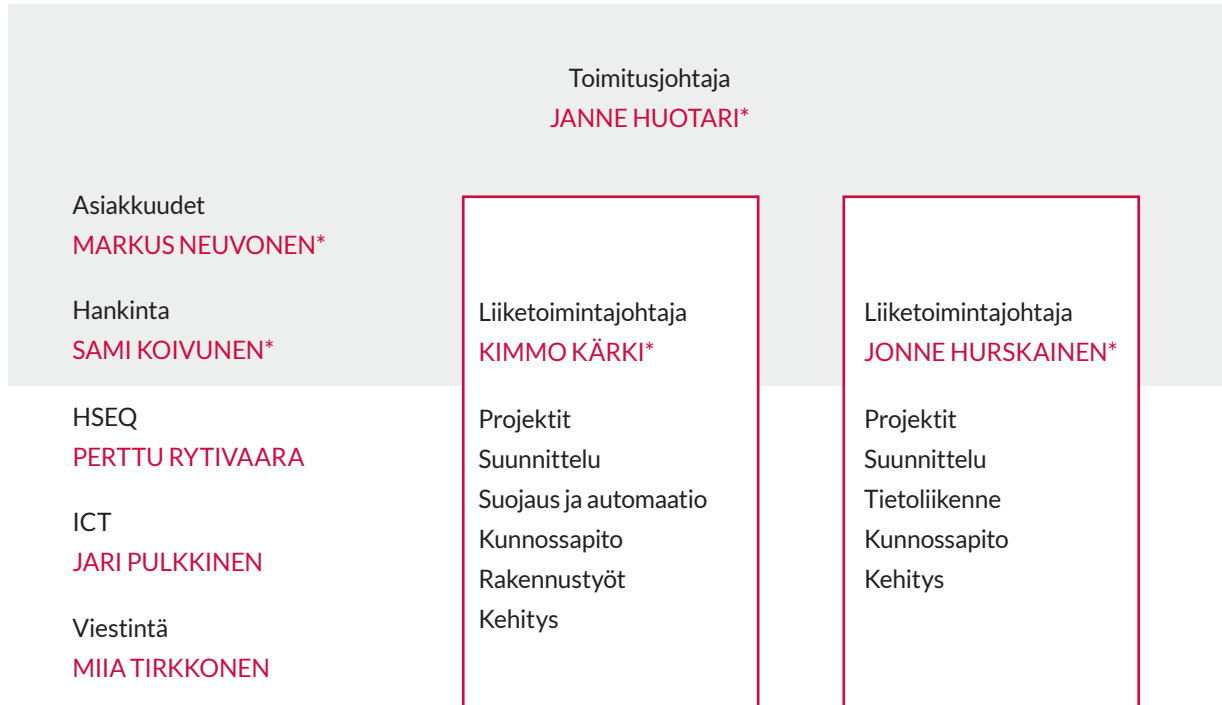 Toimitusjohtaja
JANNE HUOTARI*
Asiakkuudet
MARKUS NEUVONEN*
Hankinta
SAMI KOIVUNEN*
HSEQ
PERTTU RYTIVAARA
ICT
JARI PULKKINEN
Viestintä
MIIA TIRKKONEN
Liiketoimintajohtaja
KIMMO KÄRKI*
Projektit
Suunnittelu
Suojaus ja automaatio
Kunnossapito
Rakennustyöt
Kehitys
Liiketoimintajohtaja
JONNE HURSKAINEN*
Projektit
Suunnittelu
Tietoliikenne
Kunnossapito
Kehitys